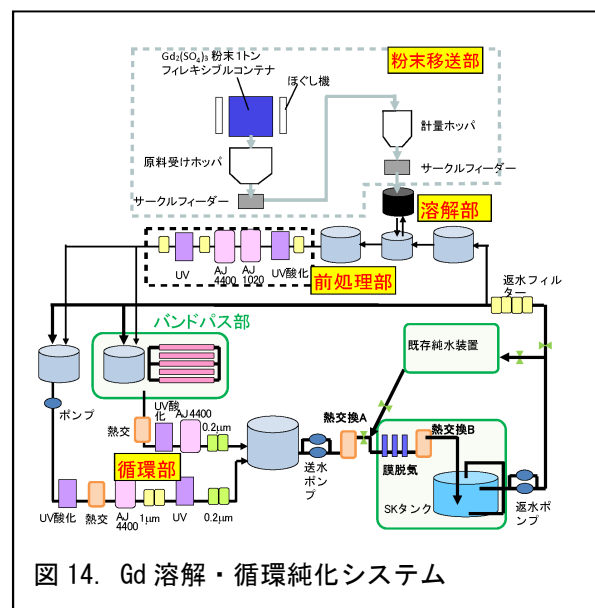 Gd₂(SO₄)₃ 粉末1トン
フィレキシブルコンテナ
ほぐし機
粉末移送部
計量ホッパ
原料受けホッパ
サークルフィーダー
サークルフィーダー
溶解部
UV
AJ
4400
AJ
1020
UV酸化
前処理部
返水フィル
ター
バンドパス部
既存純水装置
ポンプ
熱交
UV酸
化
AJ4400
0.2μm
循環部
送水
ポン
プ
熱交換A
熱交換B
膜脱気
SKタンク
返水ポ
ンプ
UV酸化
熱交
AJ
4400
1μm
UV
0.2μm
図 14. Gd 溶解・循環純化システム